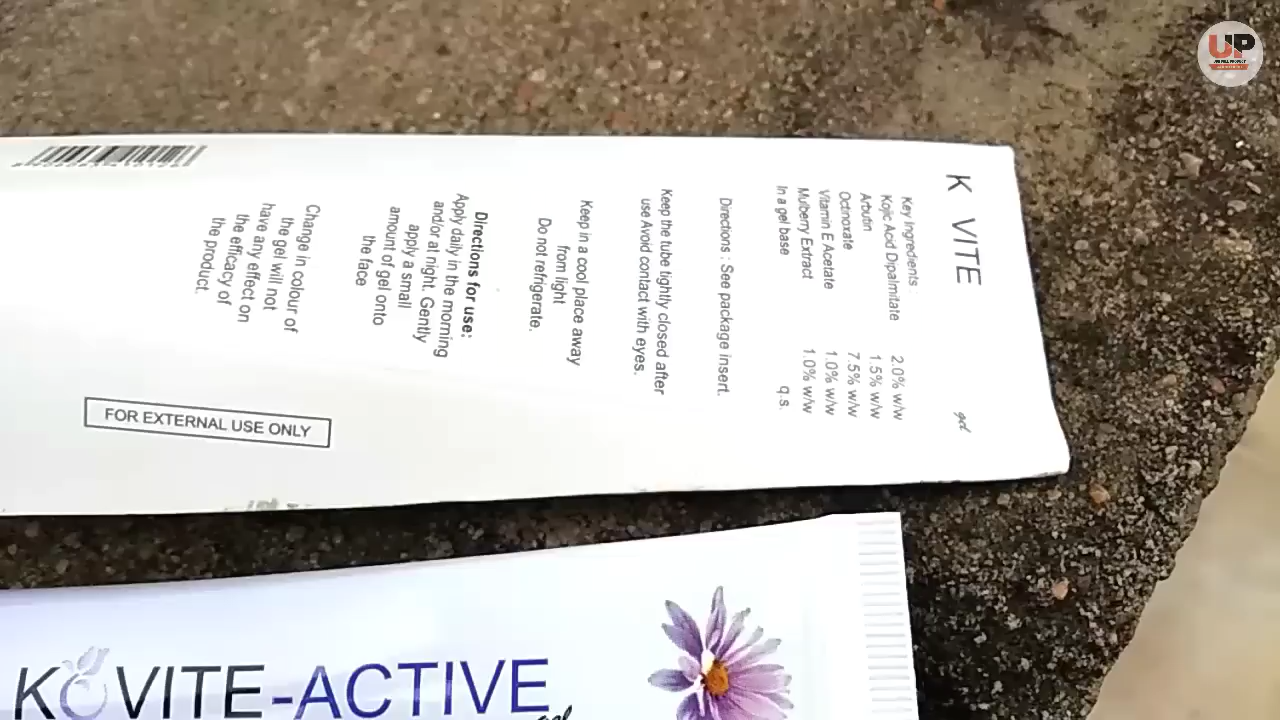 K VITE
gel
Key Ingredients :
Kojic Acid Dipalmitate 2.0% w/w
Arbutin 1.5% w/w
Octinoxate 7.5% w/w
Vitamin E Acetate 1.0% w/w
Mulberry Extract 1.0% w/w
In a gel base q.s.
Directions : See package insert.
Keep the tube tightly closed after
use Avoid contact with eyes.
Keep in a cool place away
from light
Do not refrigerate.
Directions for use:
Apply daily in the morning
and/or at night. Gently
apply a small
amount of gel onto
the face
Change in colour of
the gel will not
have any effect on
the efficacy of
the product.
FOR EXTERNAL USE ONLY
KOVITE-ACTIVE
gel
UP